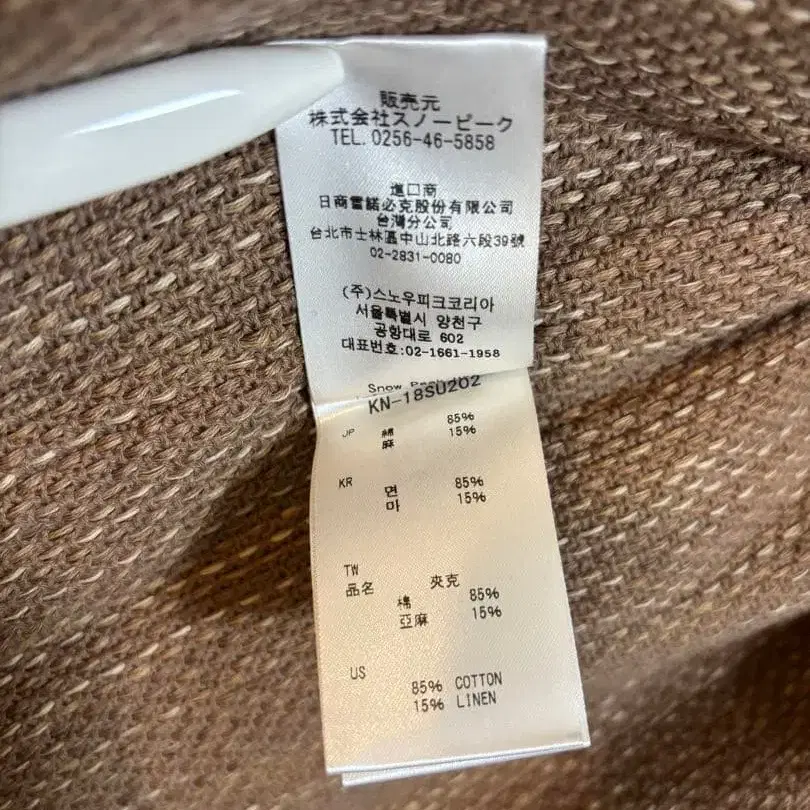 販売元
株式会社スノーピーク
TEL. 0256-46-5858
進口商
日商雪諾必克股份有限公司
台灣分公司
台北市士林區中山北路六段39號
02-2831-0080
(주)스노우피크코리아
서울특별시 양천구
공항대로 602
대표번호:02-1661-1958
Snow
KN-18SU202
JP 綿 85%
麻 15%
KR 면 85%
마 15%
TW
品名 夾克
棉 85%
亞麻 15%
US
85% COTTON
15% LINEN